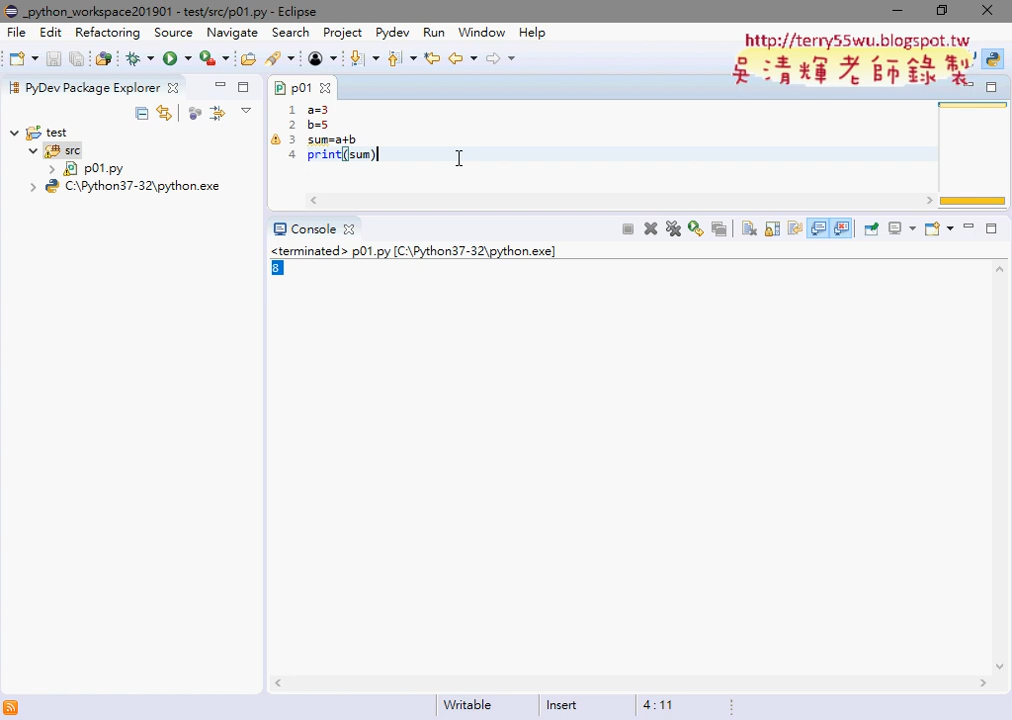 _python_workspace201901 - test/src/p01.py - Eclipse
File Edit Refactoring Source Navigate Search Project Pydev Run Window Help
http://terry55wu.blogspot.tw
吳清輝老師錄製
PyDev Package Explorer
p01
test
src
p01.py
C:\Python37-32\python.exe
1 a=3
2 b=5
3 sum=a+b
4 print(sum)
Console
<terminated> p01.py [C:\Python37-32\python.exe]
8
Writable Insert 4 : 11